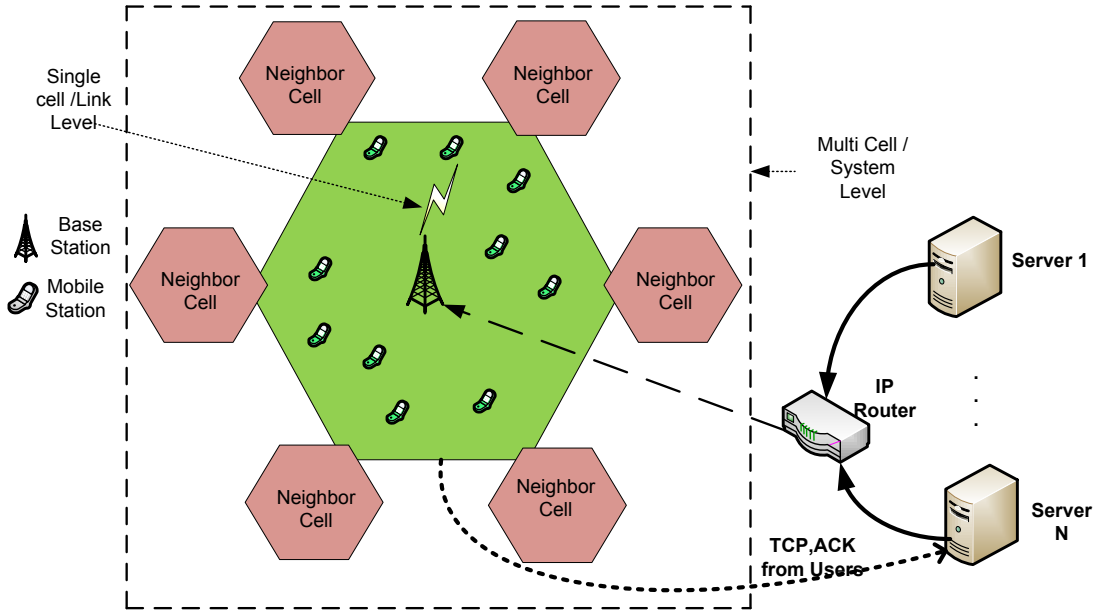 Neighbor
Cell
Neighbor
Cell
Single
cell /Link
Level
Multi Cell /
System
Level
Base
Station
Mobile
Station
Neighbor
Cell
Neighbor
Cell
Server 1
IP
Router
.
.
.
Neighbor
Cell
Neighbor
Cell
Server
N
TCP,ACK
from Users